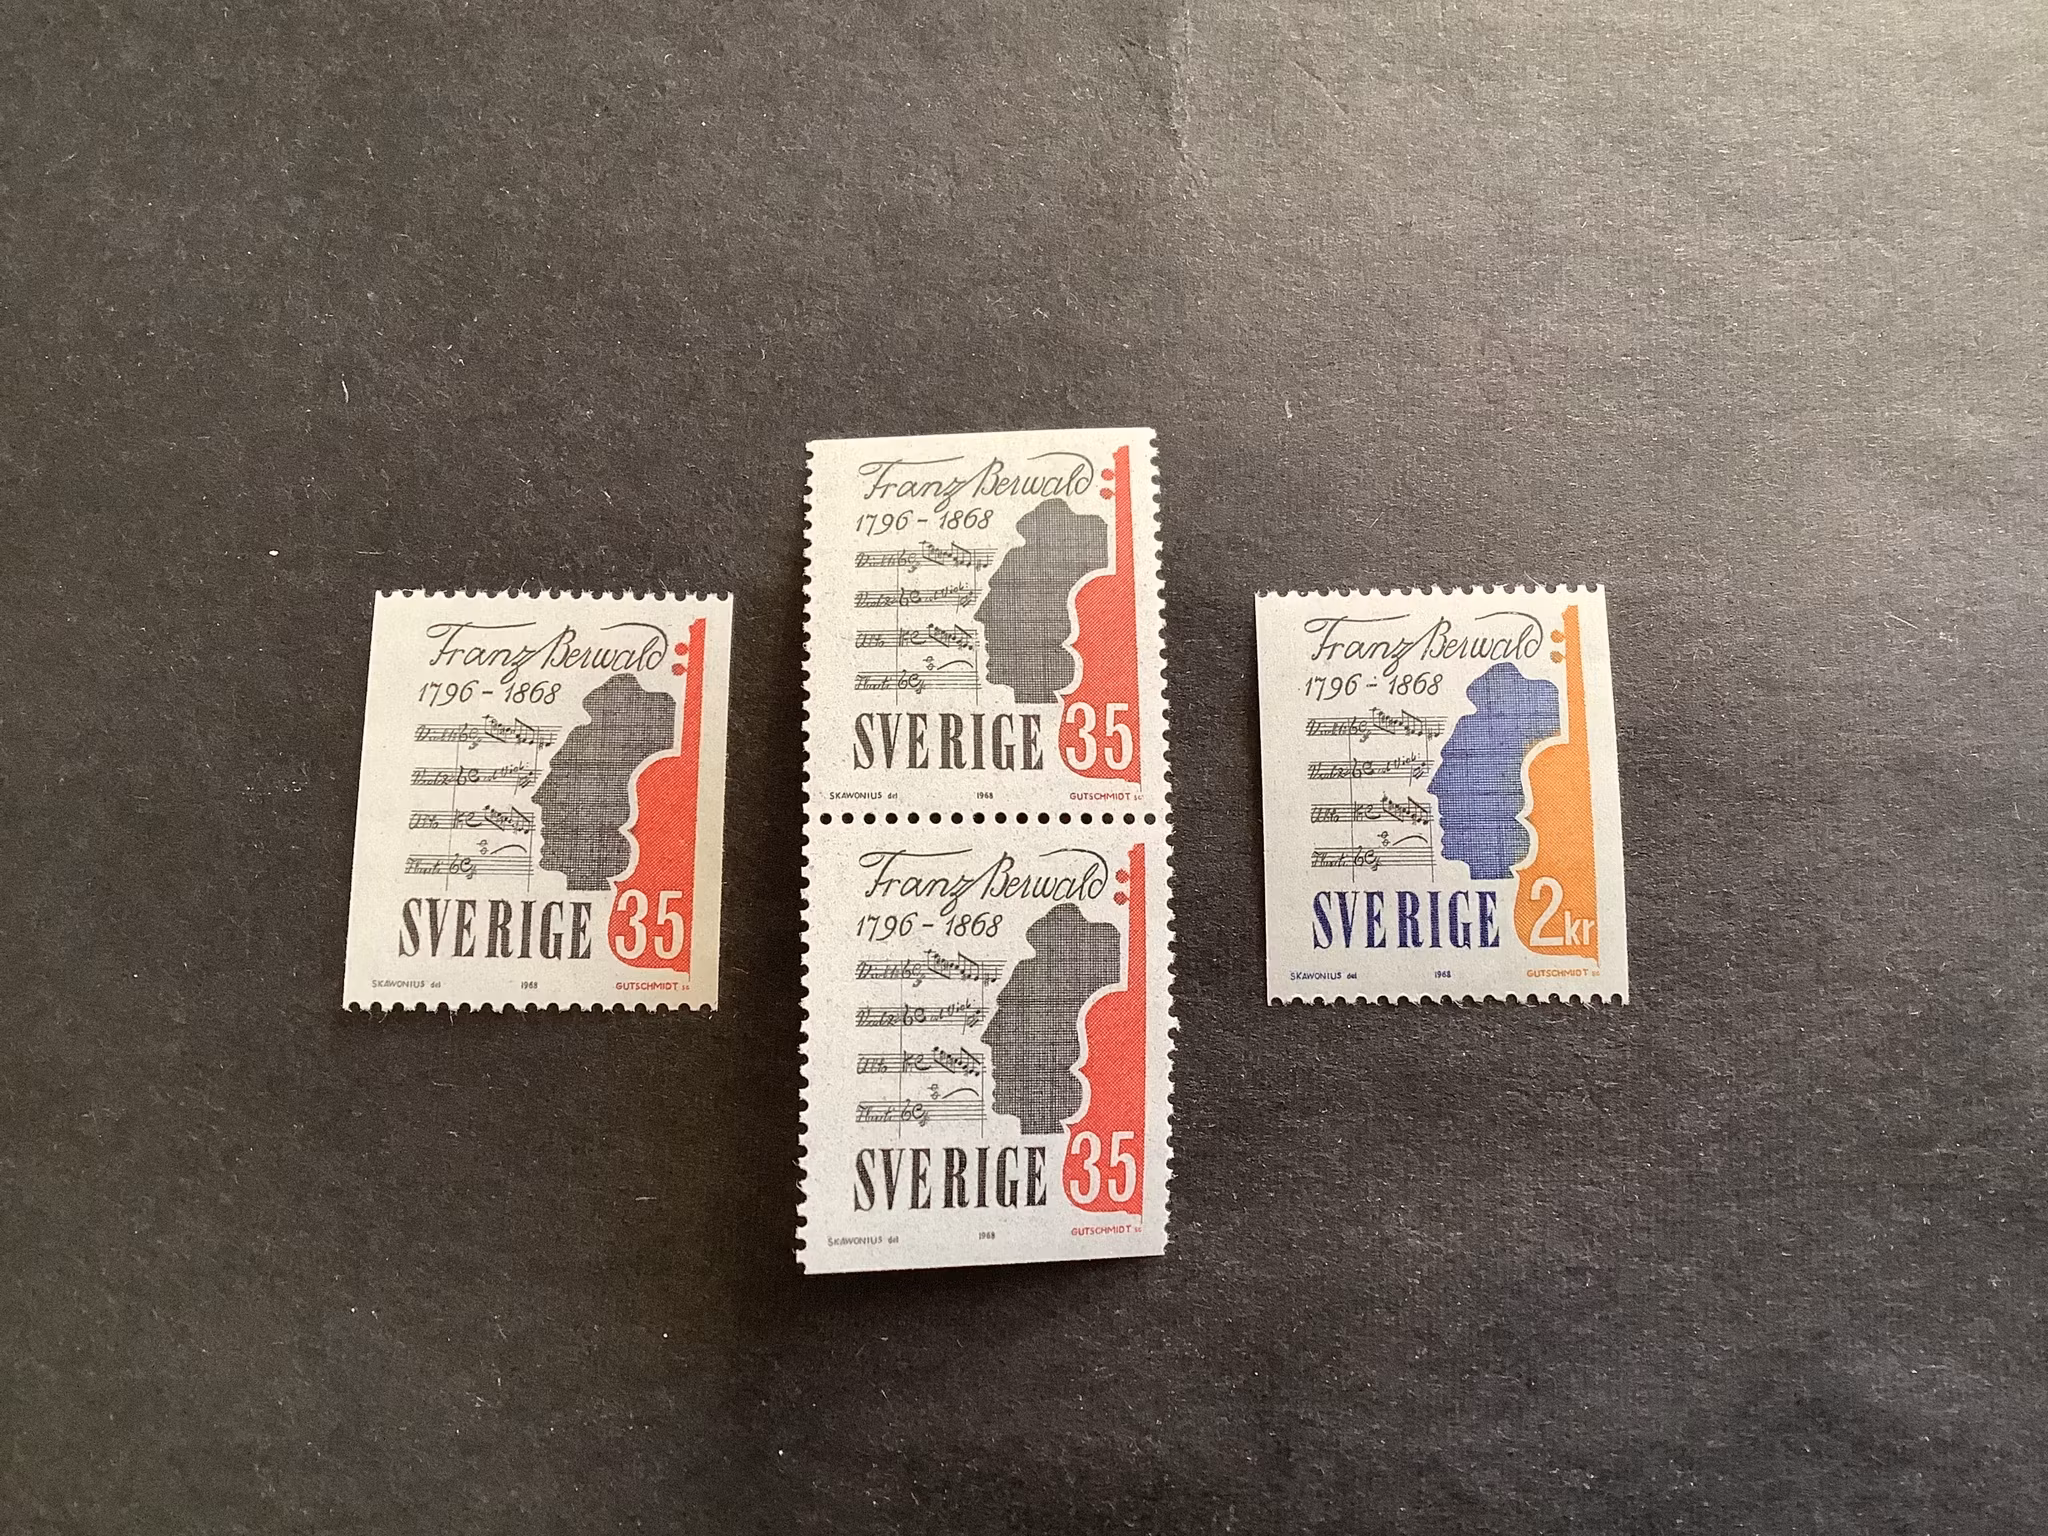 Franz Berwald
1796 - 1868
SVERIGE 35
SKAWONIUS del 1968 GUTSCHMIDT sc
Franz Berwald
1796 - 1868
SVERIGE 35
SKAWONIUS del 1968 GUTSCHMIDT sc
Franz Berwald
1796 - 1868
SVERIGE 35
SKAWONIUS del 1968 GUTSCHMIDT sc
Franz Berwald
1796 - 1868
SVERIGE 2kr
SKAWONIUS del 1968 GUTSCHMIDT sc